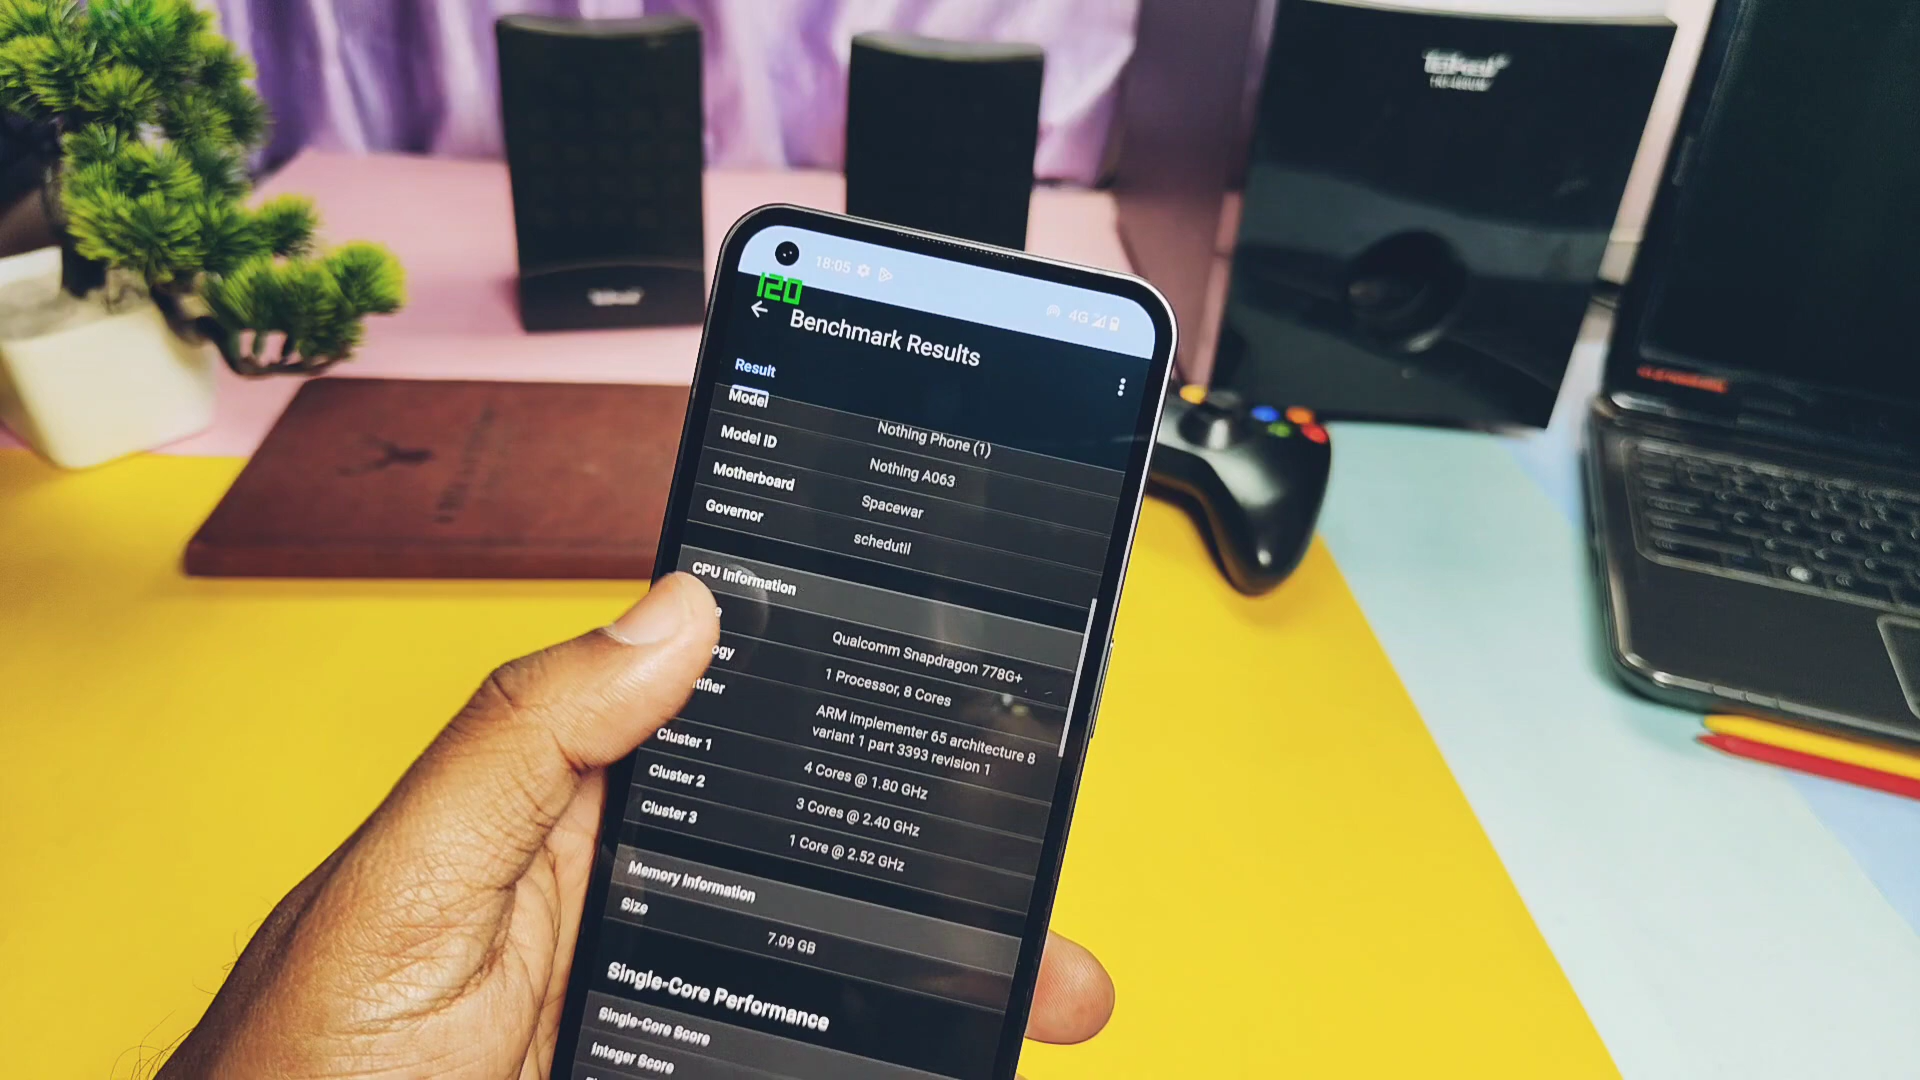 18:05
4G
120
Benchmark Results
Result
Model Nothing Phone (1)
Model ID Nothing A063
Motherboard Spacewar
Governor schedutil
CPU Information
Qualcomm Snapdragon 778G+
ogy 1 Processor, 8 Cores
tifier ARM implementer 65 architecture 8
variant 1 part 3393 revision 1
Cluster 1 4 Cores @ 1.80 GHz
Cluster 2 3 Cores @ 2.40 GHz
Cluster 3 1 Core @ 2.52 GHz
Memory Information
Size 7.09 GB
Single-Core Performance
Single-Core Score
Integer Score